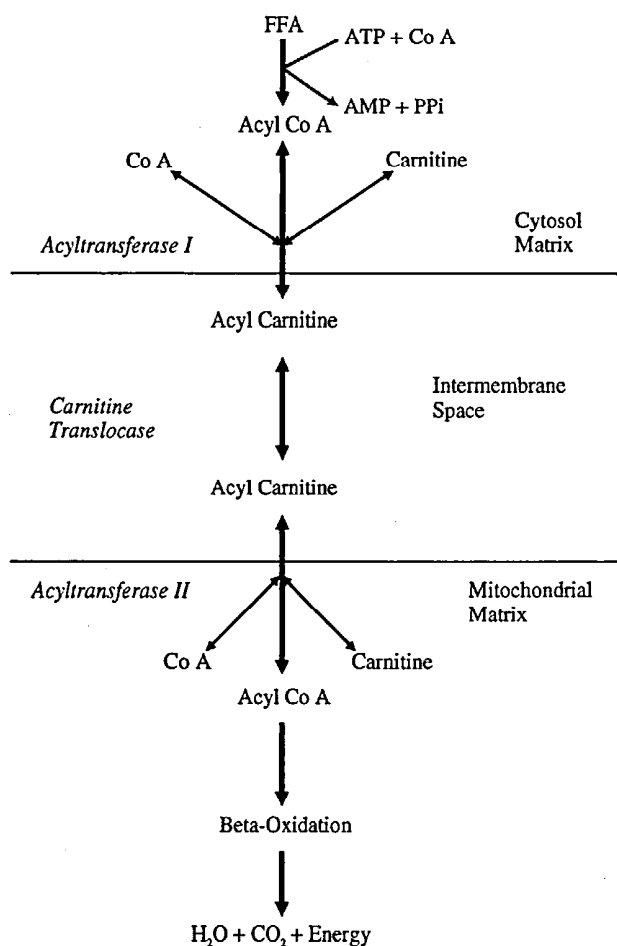 FFA
ATP + Co A
AMP + PPi
Acyl Co A
Co A
Carnitine
Acyltransferase I
Cytosol
Matrix
Acyl Carnitine
Carnitine
Translocase
Intermembrane
Space
Acyl Carnitine
Acyltransferase II
Mitochondrial
Matrix
Co A
Carnitine
Acyl Co A
Beta-Oxidation
H₂O + CO₂ + Energy